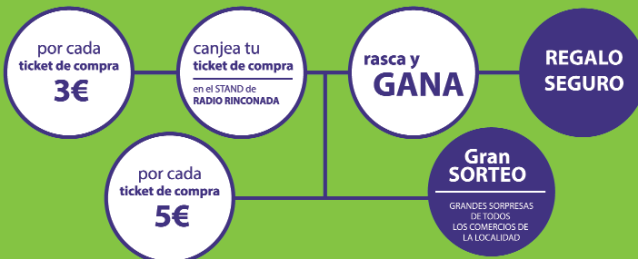 por cada
ticket de compra
3€
canjea tu
ticket de compra
en el STAND de
RADIO RINCONADA
rasca y
GANA
REGALO
SEGURO
por cada
ticket de compra
5€
Gran
SORTEO
GRANDES SORPRESAS
DE TODOS
LOS COMERCIOS DE
LA LOCALIDAD